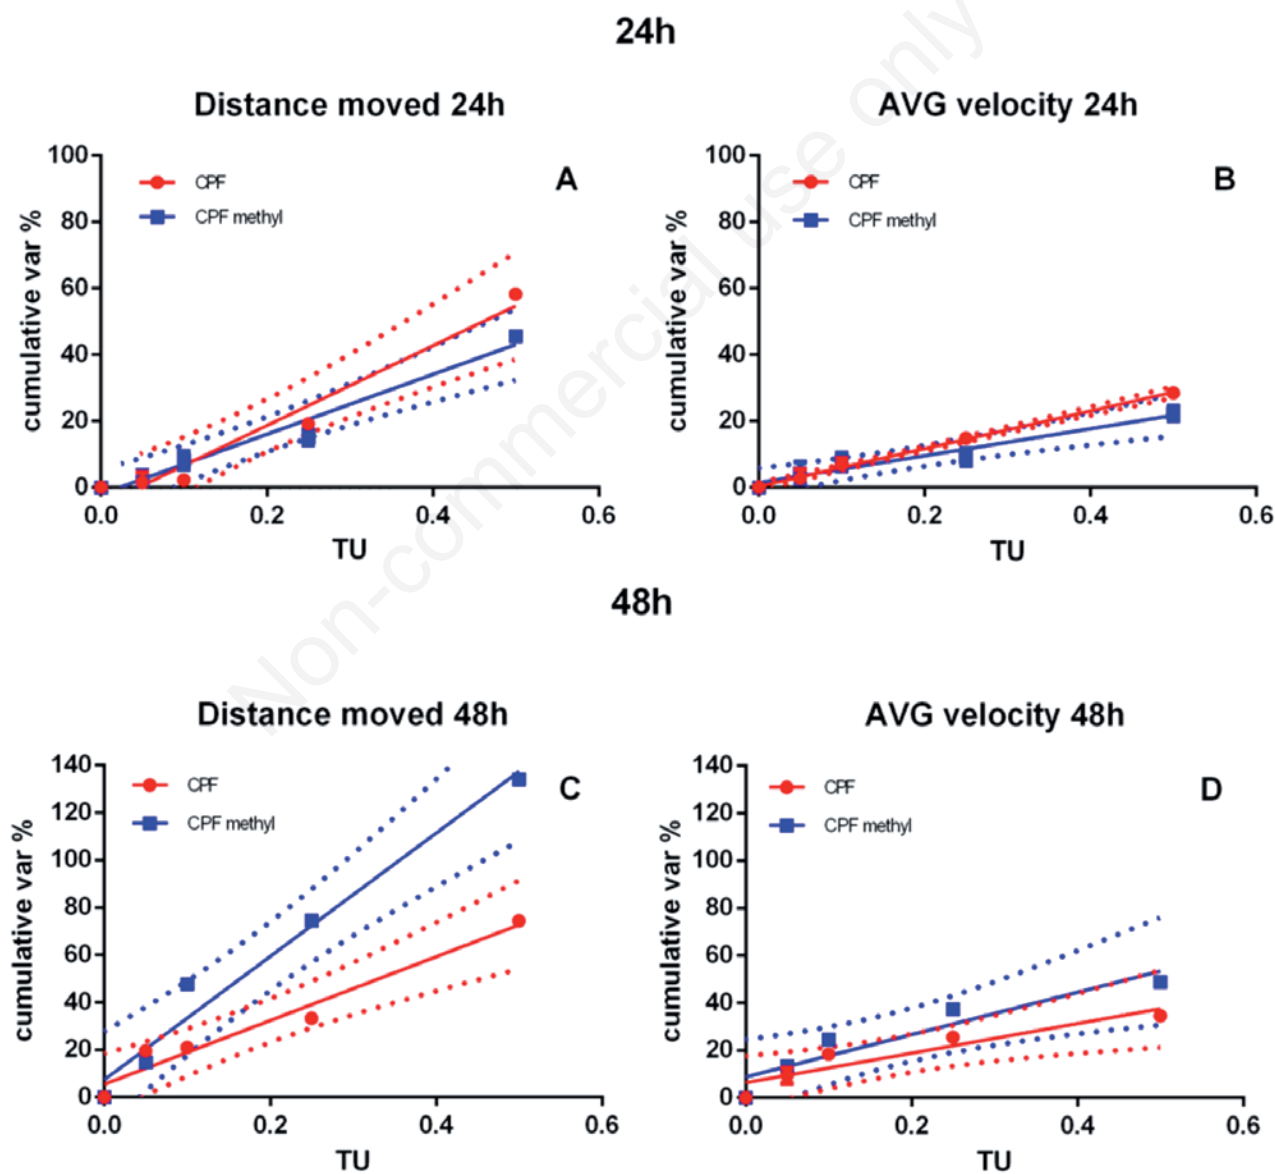 24h
Distance moved 24h
cumulative var %
100
80
60
40
20
0
0.0
0.2
0.4
0.6
TU
CPF
CPF methyl
A
AVG velocity 24h
cumulative var %
100
80
60
40
20
0
0.0
0.2
0.4
0.6
TU
CPF
CPF methyl
B
Non-commercial use only
48h
Distance moved 48h
cumulative var %
140
120
100
80
60
40
20
0
0.0
0.2
0.4
0.6
TU
CPF
CPF methyl
C
AVG velocity 48h
cumulative var %
140
120
100
80
60
40
20
0
0.0
0.2
0.4
0.6
TU
CPF
CPF methyl
D